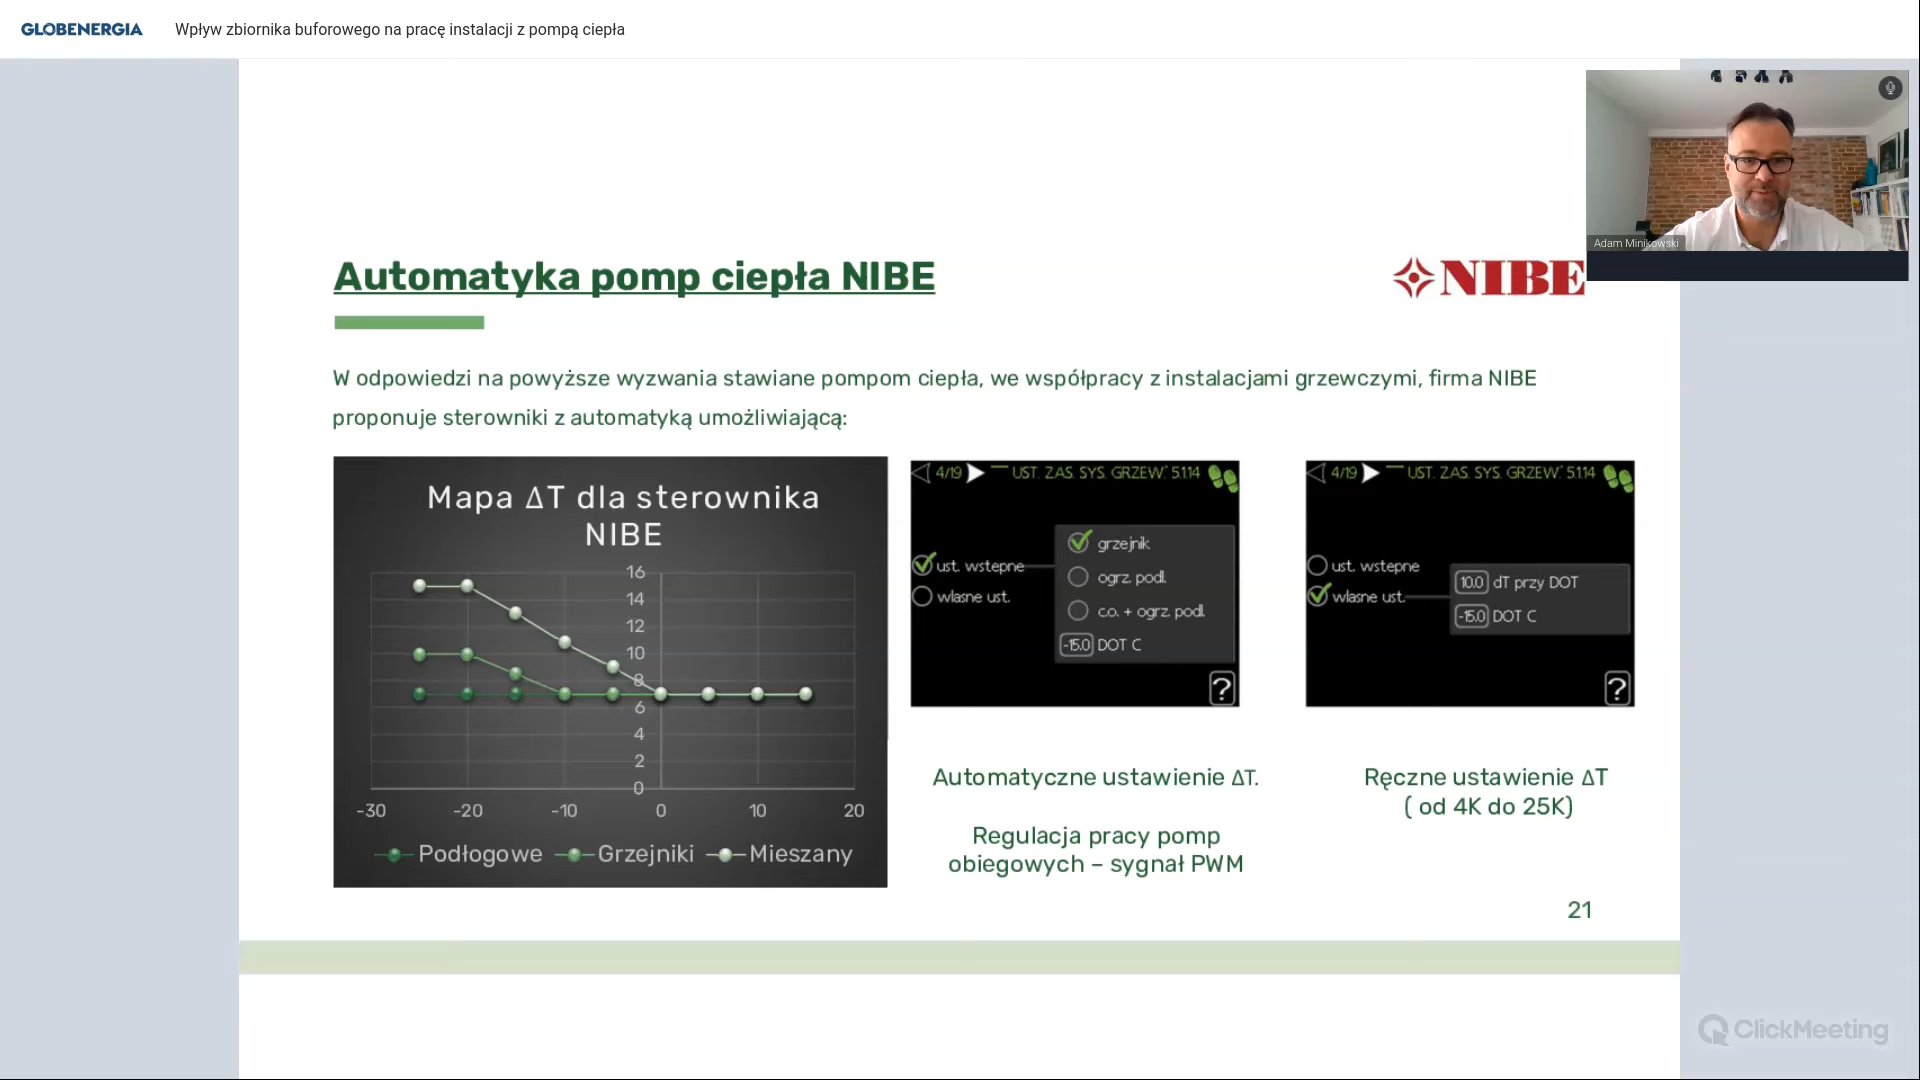 GLOBENERGIA
Wpływ zbiornika buforowego na pracę instalacji z pompą ciepła
Adam Minikowski
Automatyka pomp ciepła NIBE
NIBE
W odpowiedzi na powyższe wyzwania stawiane pompom ciepła, we współpracy z instalacjami grzewczymi, firma NIBE
proponuje sterowniki z automatyką umożliwiającą:
Mapa ΔT dla sterownika
NIBE
16
14
12
10
8
6
4
2
0
-30 -20 -10 0 10 20
Podłogowe Grzejniki Mieszany
4/19 UST. ZAS. SYS. GRZEW. 5.1.14
grzejnik
ust. wstepne
ogrz. podl.
wlasne ust.
c.o. + ogrz. podl.
-15.0 DOT C
?
4/19 UST. ZAS. SYS. GRZEW. 5.1.14
ust. wstepne
10.0 dT przy DOT
wlasne ust.
-15.0 DOT C
?
Automatyczne ustawienie ΔT.
Regulacja pracy pomp
obiegowych – sygnał PWM
Ręczne ustawienie ΔT
( od 4K do 25K)
21
ClickMeeting